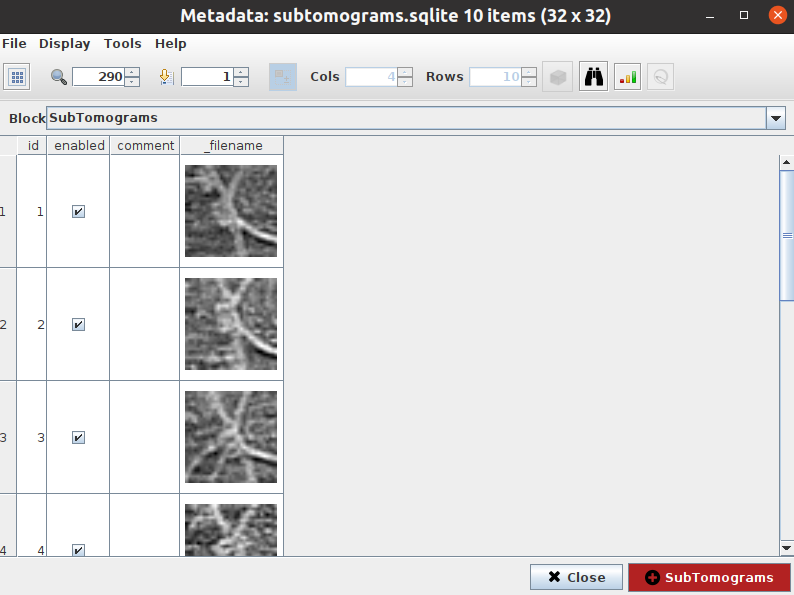 Metadata: subtomograms.sqlite 10 items (32 x 32)
File Display Tools Help
290 1 Cols 4 Rows 10
Block SubTomograms
id enabled comment _filename
1 1
2 2
3 3
4 4
Close SubTomograms